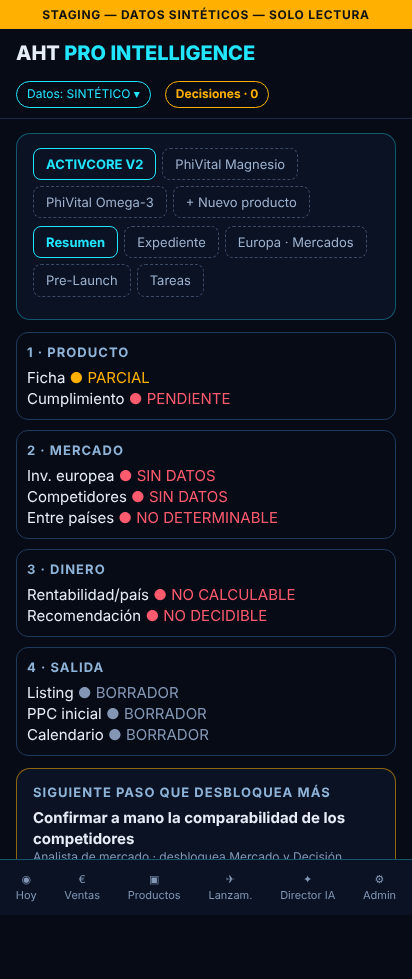 STAGING — DATOS SINTÉTICOS — SOLO LECTURA
AHT PRO INTELLIGENCE
Datos: SINTÉTICO ▾
Decisiones · 0
ACTIVCORE V2
PhiVital Magnesio
PhiVital Omega-3
+ Nuevo producto
Resumen
Expediente
Europa · Mercados
Pre-Launch
Tareas
1 · PRODUCTO
Ficha ● PARCIAL
Cumplimiento ● PENDIENTE
2 · MERCADO
Inv. europea ● SIN DATOS
Competidores ● SIN DATOS
Entre países ● NO DETERMINABLE
3 · DINERO
Rentabilidad/país ● NO CALCULABLE
Recomendación ● NO DECIDIBLE
4 · SALIDA
Listing ● BORRADOR
PPC inicial ● BORRADOR
Calendario ● BORRADOR
SIGUIENTE PASO QUE DESBLOQUEA MÁS
Confirmar a mano la comparabilidad de los
competidores
Analista de mercado · desbloquea Mercado y Decisión
Hoy
Ventas
Productos
Lanzam.
Director IA
Admin